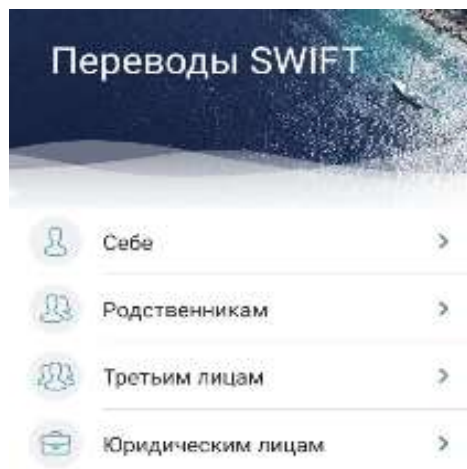 Переводы SWIFT
Себе
Родственникам
Третьим лицам
Юридическим лицам